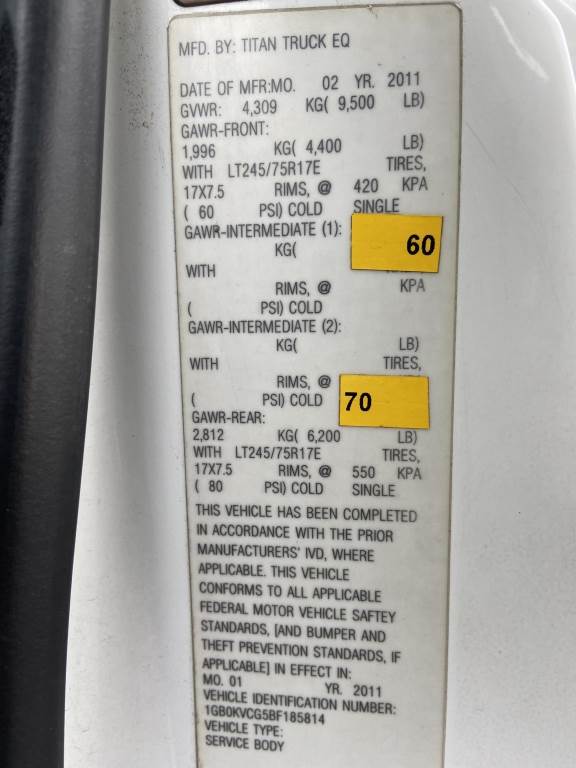 MFD. BY: TITAN TRUCK EQ
DATE OF MFR:MO. 02 YR. 2011
GVWR: 4,309 KG( 9,500 LB)
GAWR-FRONT:
1,996 KG( 4,400 LB)
WITH LT245/75R17E TIRES,
17X7.5 RIMS, @ 420 KPA
( 60 PSI) COLD SINGLE
GAWR-INTERMEDIATE (1):
60
KG(
WITH
RIMS, @ KPA
( PSI) COLD
GAWR-INTERMEDIATE (2):
KG( LB)
WITH TIRES,
RIMS, @
( PSI) COLD 70
GAWR-REAR:
2,812 KG( 6,200 LB)
WITH LT245/75R17E TIRES,
17X7.5 RIMS, @ 550 KPA
( 80 PSI) COLD SINGLE
THIS VEHICLE HAS BEEN COMPLETED
IN ACCORDANCE WITH THE PRIOR
MANUFACTURERS' IVD, WHERE
APPLICABLE. THIS VEHICLE
CONFORMS TO ALL APPLICABLE
FEDERAL MOTOR VEHICLE SAFTEY
STANDARDS, [AND BUMPER AND
THEFT PREVENTION STANDARDS, IF
APPLICABLE] IN EFFECT IN:
MO. 01 YR. 2011
VEHICLE IDENTIFICATION NUMBER:
1GB0KVCG5BF185814
VEHICLE TYPE:
SERVICE BODY